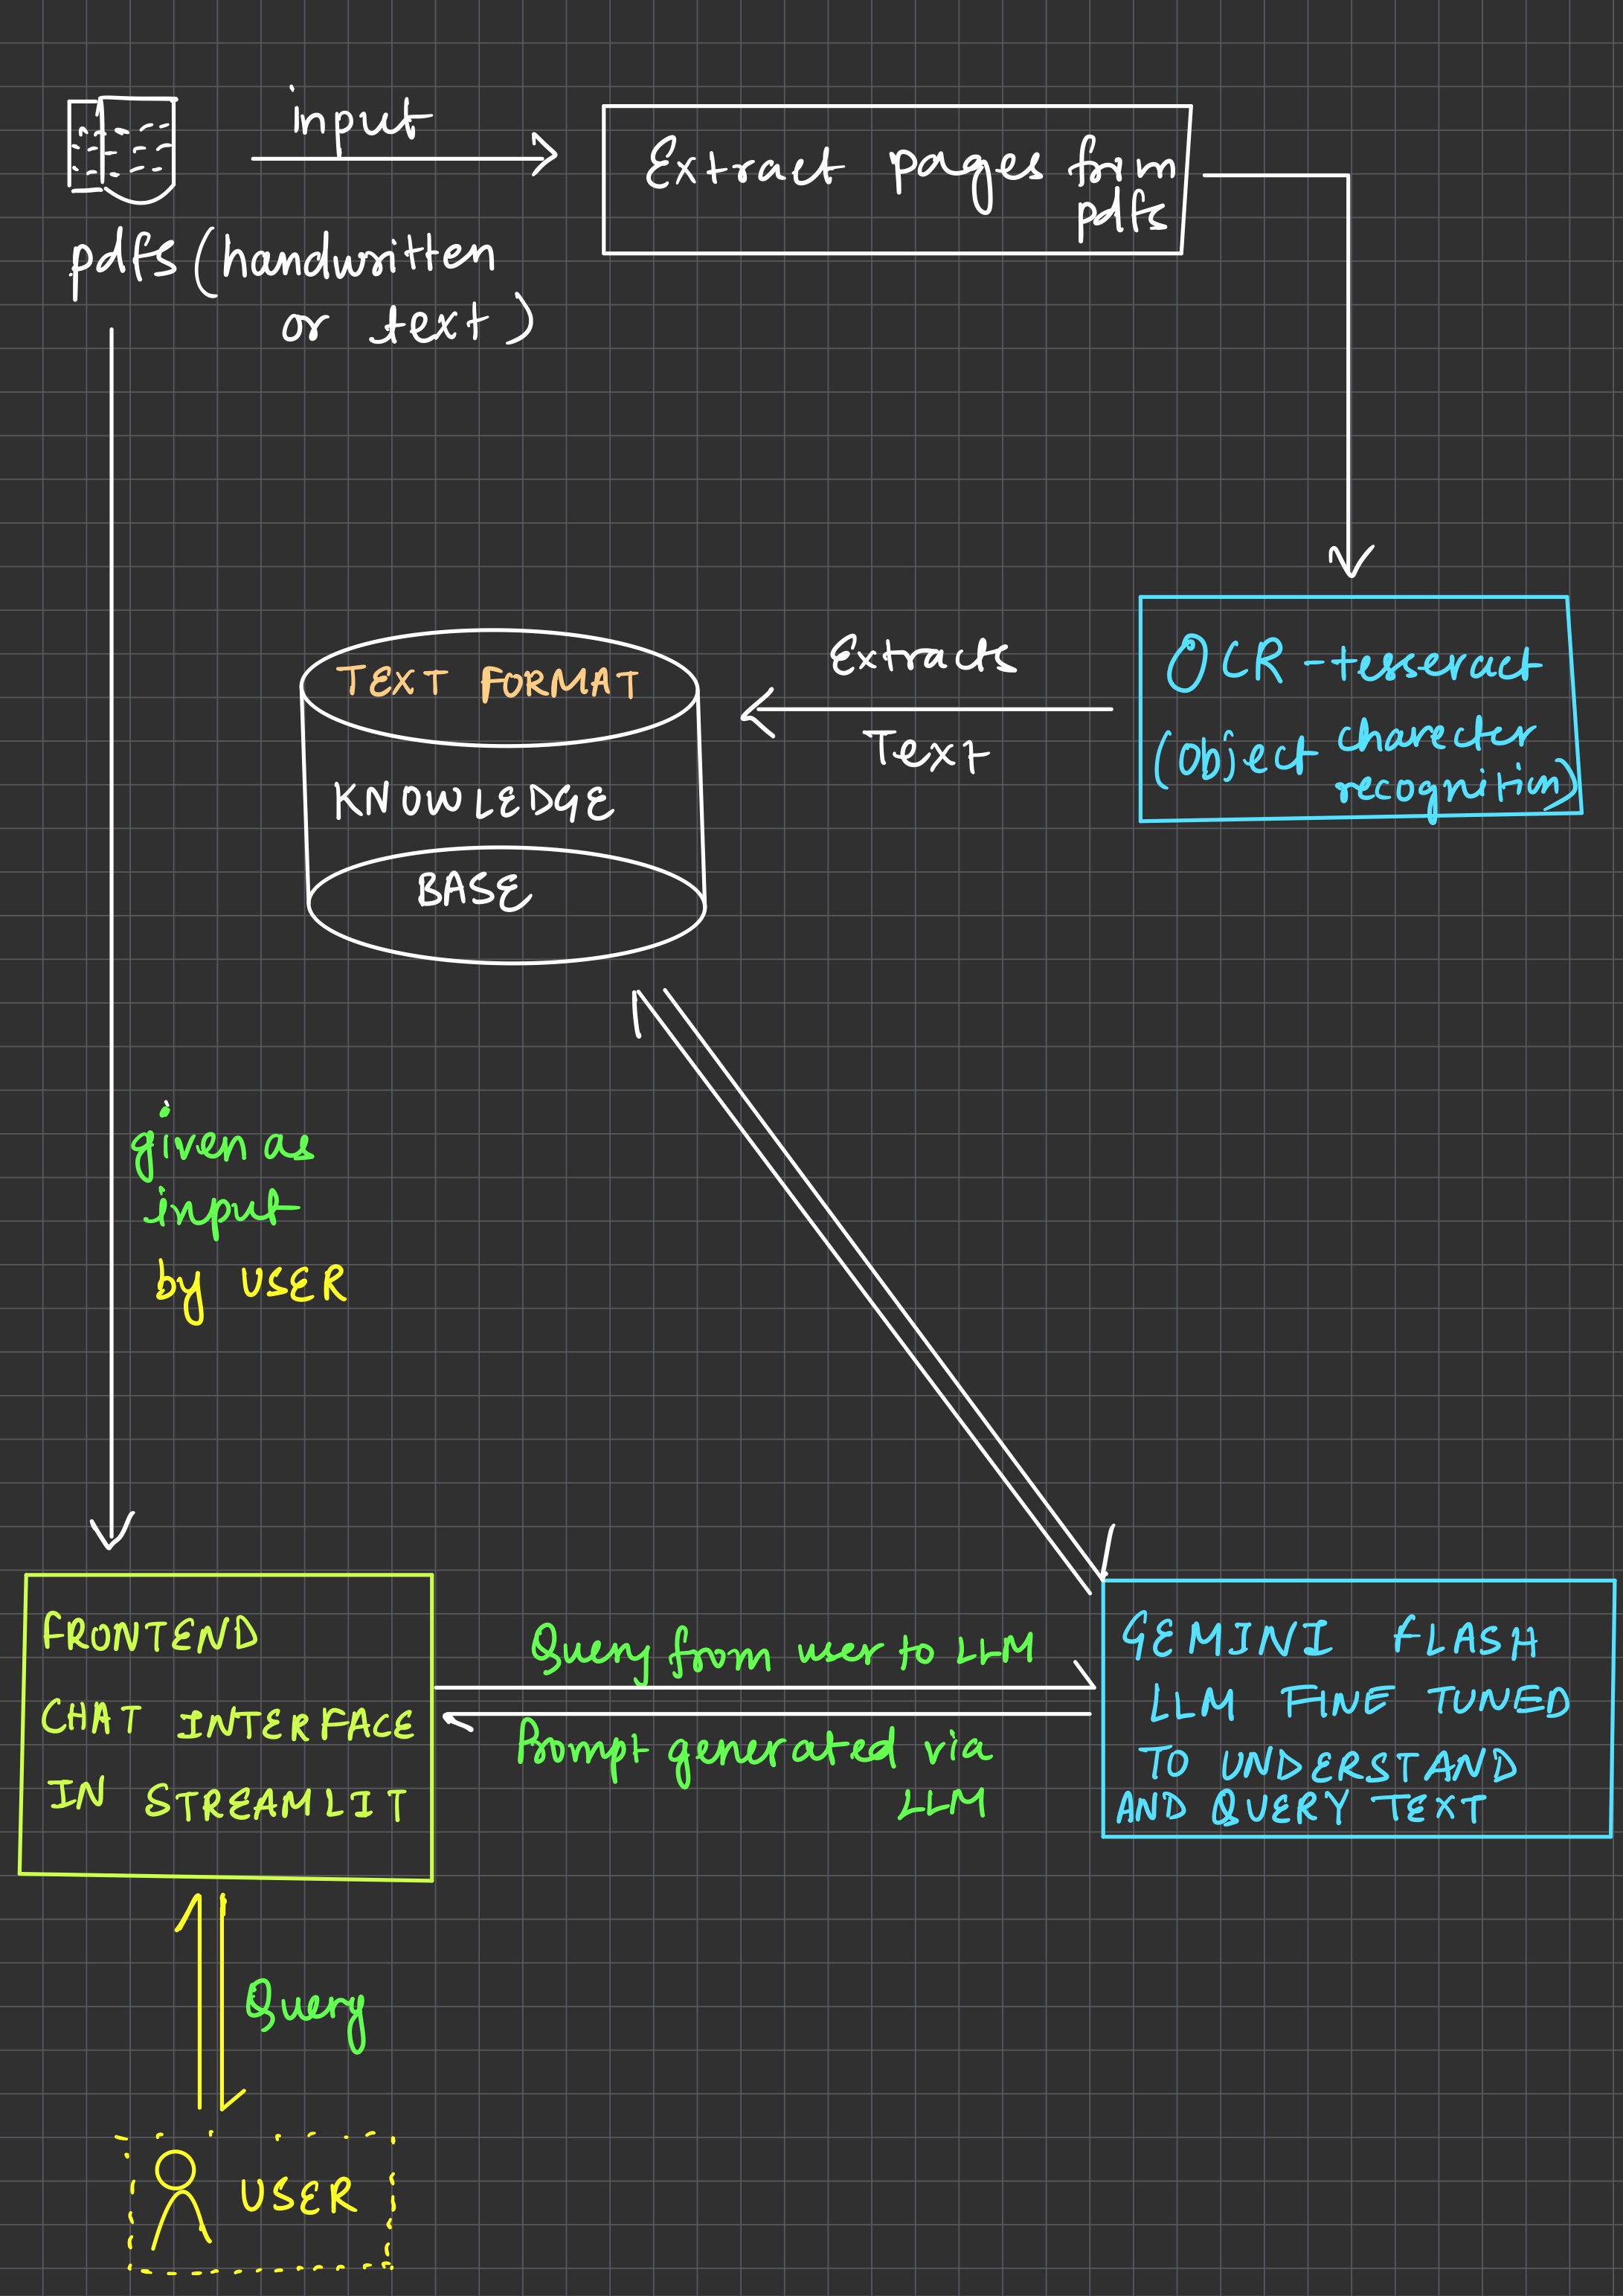 input
Extract pages from
pdfs
pdfs (handwritten
or text)
OCR - tesseract
(object charecter
recognition)
Extracts
Text
TEXT FORMAT
KNOWLEDGE
BASE
given as
input
by USER
FRONTEND
CHAT INTERFACE
IN STREAMLIT
Query from user to LLM
Prompt generated via
LLM
GEMINI FLASH
LLM FINE TUNED
TO UNDERSTAND
AND QUERY TEXT
Query
USER